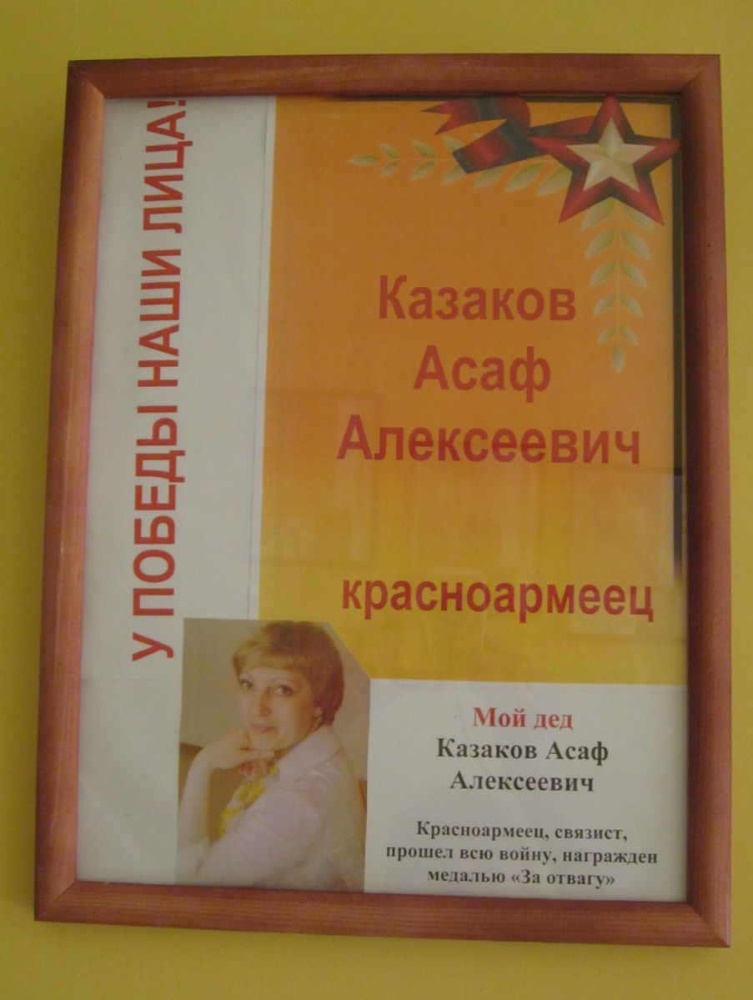 У ПОБЕДЫ НАШИ ЛИЦА!
Казаков
Асаф
Алексеевич
красноармеец
Мой дед
Казаков Асаф
Алексеевич
Красноармеец, связист,
прошел всю войну, награжден
медалью «За отвагу»